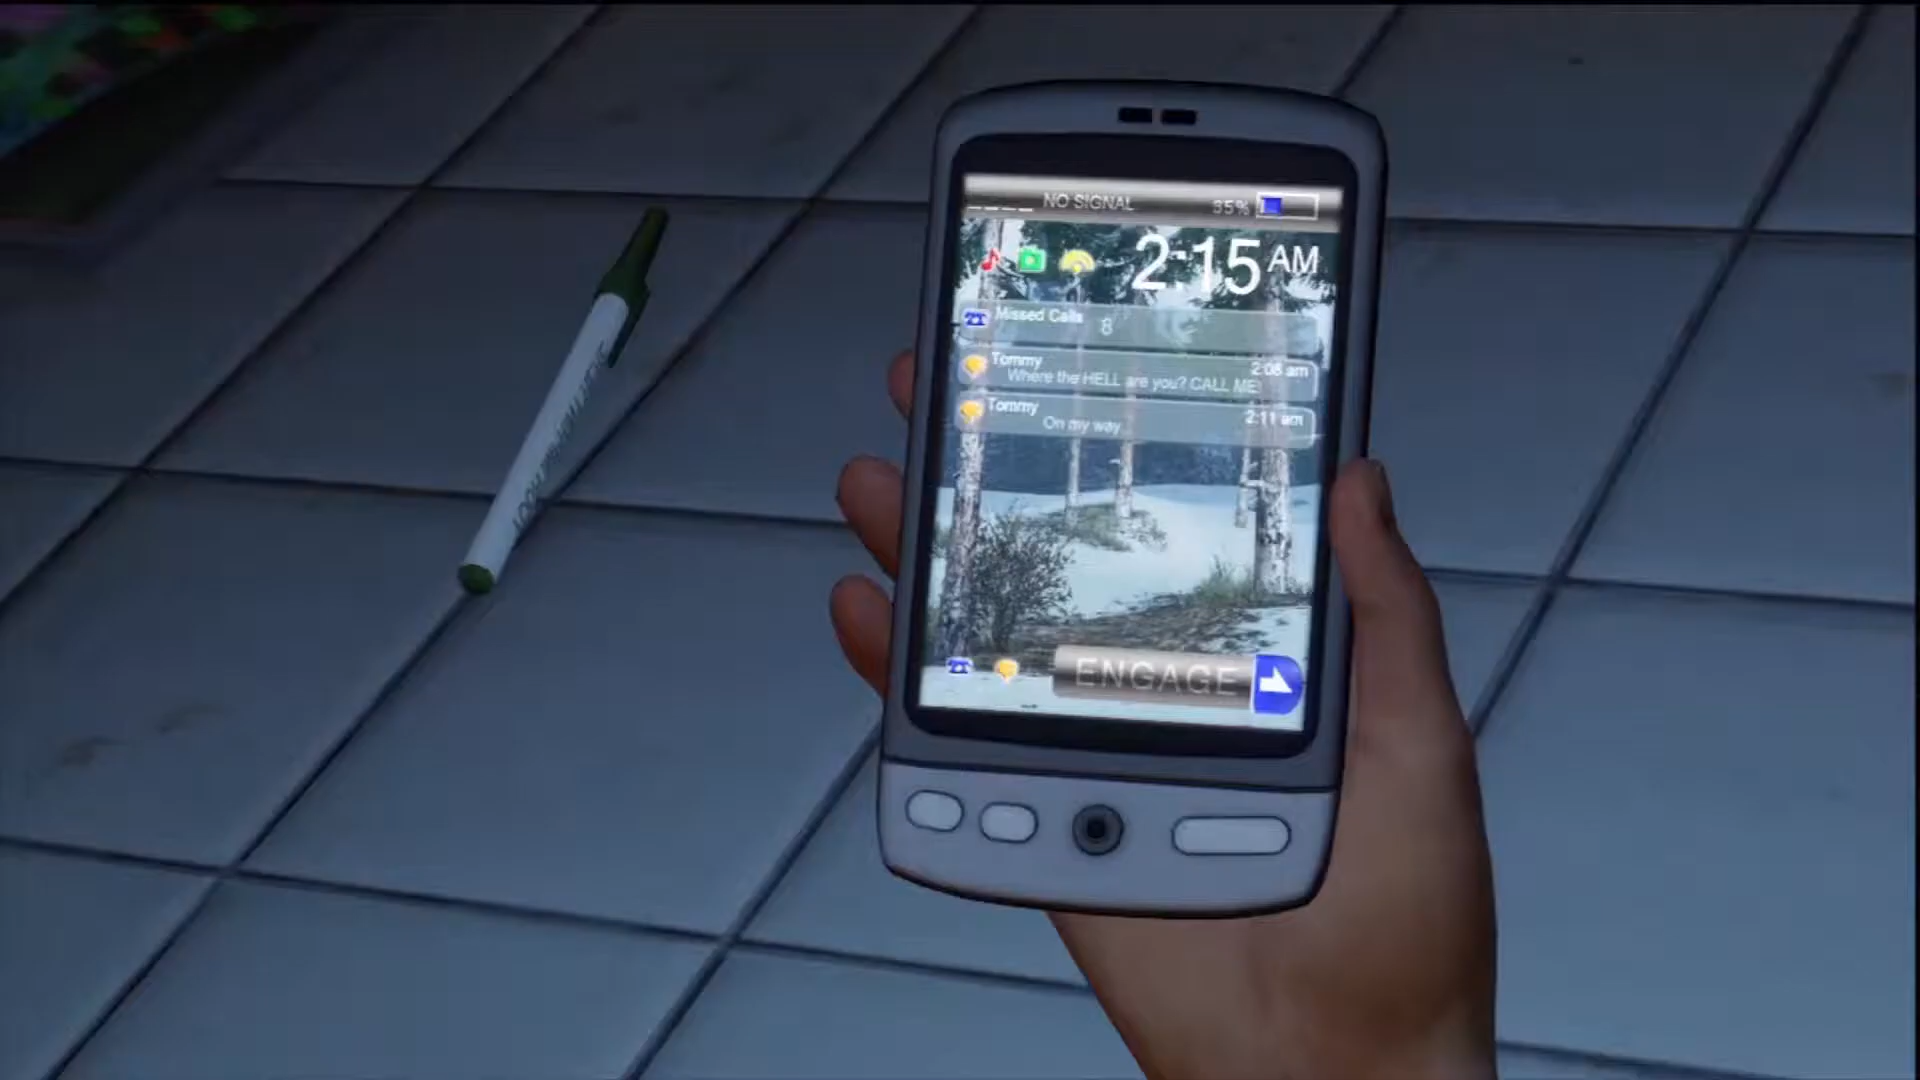 NO SIGNAL 35%
2:15 AM
Missed Calls
8
Tommy 2:08 am
Where the HELL are you? CALL ME!
Tommy 2:11 am
On my way
ENGAGE